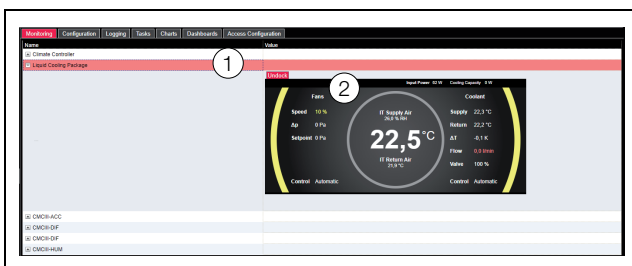 Monitoring Configuration Logging Tasks Charts Dashboards Access Configuration
Name Value
Climate Controller
Liquid Cooling Package
1
Undock
2
Input Power 62 W Cooling Capacity 0 W
Fans
Coolant
Speed 10 %
Δp 0 Pa
Setpoint 0 Pa
Control Automatic
IT Supply Air
26,0 % RH
22,5°C
IT Return Air
21,9 °C
Supply 22,3 °C
Return 22,2 °C
ΔT -0,1 K
Flow 0,0 l/min
Valve 100 %
Control Automatic
CMCIII-ACC
CMCIII-DIF
CMCIII-DIF
CMCIII-HUM